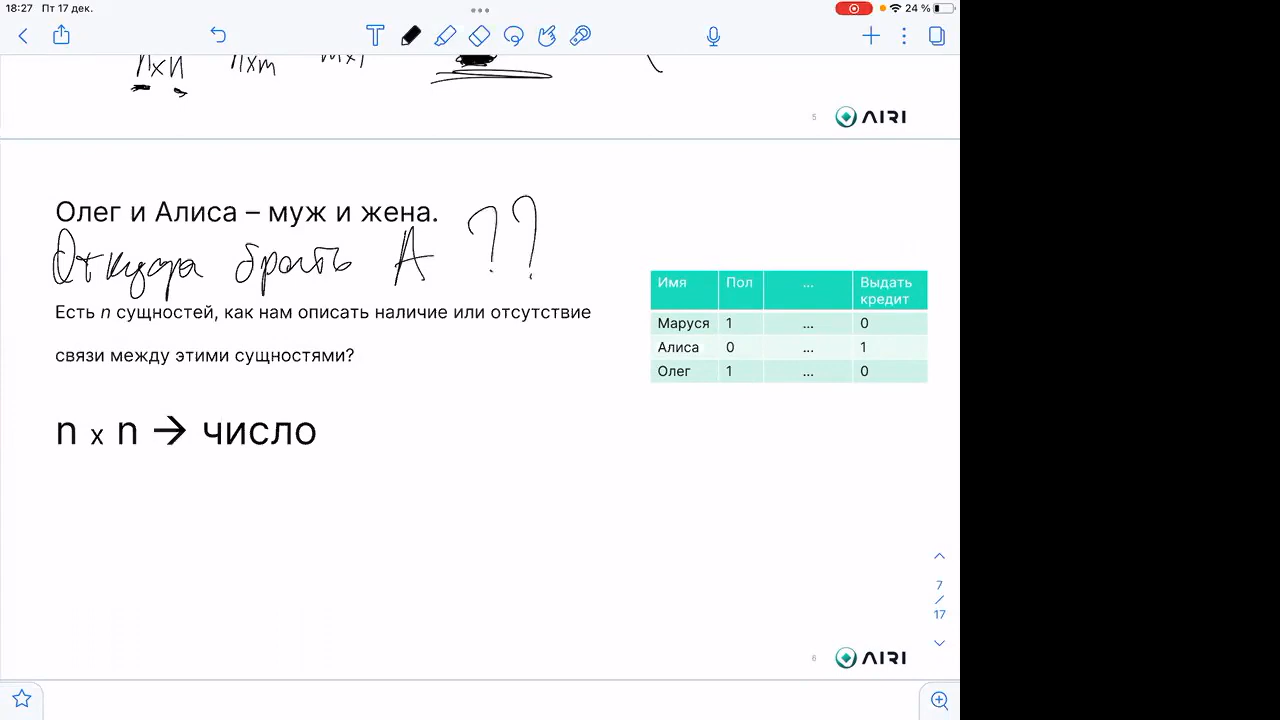 18:27 Пт 17 дек.
24 %
n×n n×m m×1
5 AIRI
Олег и Алиса – муж и жена. ??
Откуда брать A
Есть n сущностей, как нам описать наличие или отсутствие
связи между этими сущностями?
n x n → число
Имя Пол ... Выдать кредит
Маруся 1 ... 0
Алиса 0 ... 1
Олег 1 ... 0
7
/
17
6 AIRI